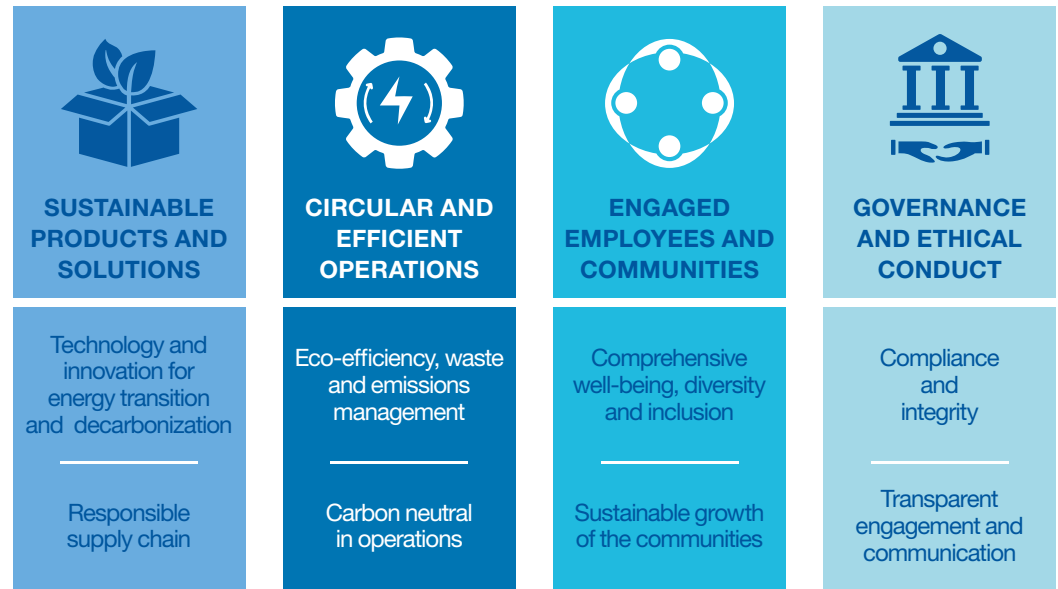 SUSTAINABLE
PRODUCTS AND
SOLUTIONS
Technology and
innovation for
energy transition
and decarbonization
Responsible
supply chain
CIRCULAR AND
EFFICIENT
OPERATIONS
Eco-efficiency, waste
and emissions
management
Carbon neutral
in operations
ENGAGED
EMPLOYEES AND
COMMUNITIES
Comprehensive
well-being, diversity
and inclusion
Sustainable growth
of the communities
GOVERNANCE
AND ETHICAL
CONDUCT
Compliance
and
integrity
Transparent
engagement and
communication